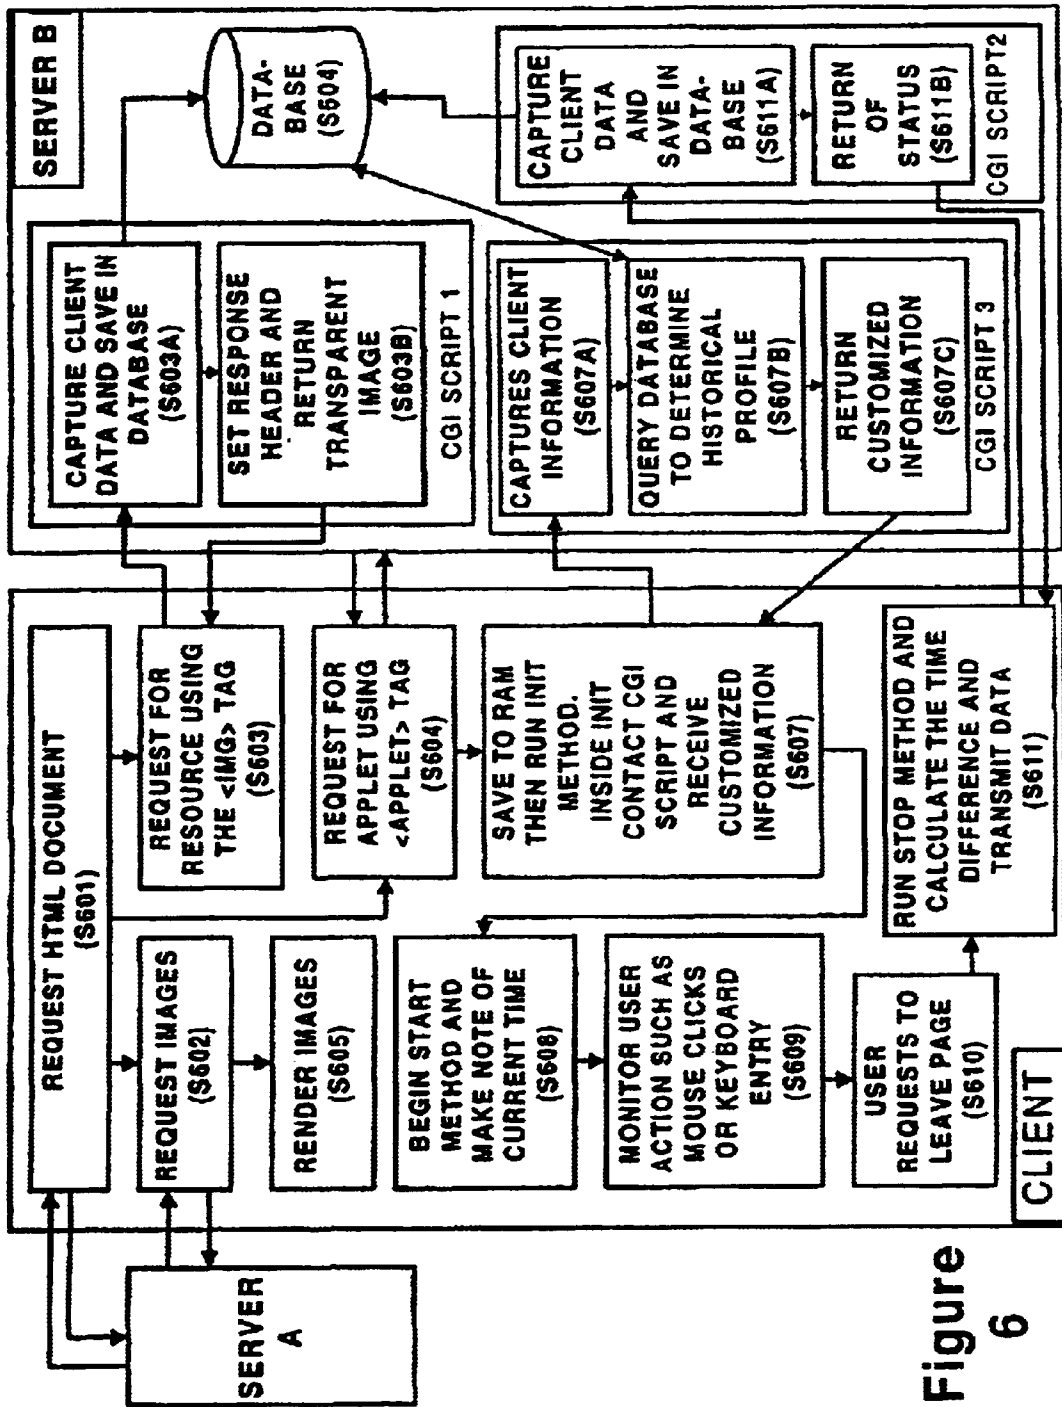 SERVER
A
REQUEST HTML DOCUMENT
(S601)
REQUEST IMAGES
(S602)
REQUEST FOR
RESOURCE USING
THE <IMG> TAG
(S603)
RENDER IMAGES
(S605)
REQUEST FOR
APPLET USING
<APPLET> TAG
(S604)
BEGIN START
METHOD AND
MAKE NOTE OF
CURRENT TIME
(S608)
SAVE TO RAM
THEN RUN INIT
METHOD.
INSIDE INIT
CONTACT CGI
SCRIPT AND
RECEIVE
CUSTOMIZED
INFORMATION
(S607)
MONITOR USER
ACTION SUCH AS
MOUSE CLICKS
OR KEYBOARD
ENTRY
(S609)
USER
REQUESTS TO
LEAVE PAGE
(S610)
RUN STOP METHOD AND
CALCULATE THE TIME
DIFFERENCE AND
TRANSMIT DATA
(S611)
CLIENT
SERVER B
CAPTURE CLIENT
DATA AND SAVE IN
DATABASE
(S603A)
SET RESPONSE
HEADER AND
RETURN
TRANSPARENT
IMAGE
(S603B)
CGI SCRIPT 1
DATA-
BASE
(S604)
CAPTURES CLIENT
INFORMATION
(S607A)
QUERY DATABASE
TO DETERMINE
HISTORICAL
PROFILE
(S607B)
RETURN
CUSTOMIZED
INFORMATION
(S607C)
CGI SCRIPT 3
CAPTURE
CLIENT
DATA
AND
SAVE IN
DATA-
BASE
(S611A)
RETURN
OF
STATUS
(S611B)
CGI SCRIPT2
Figure
6